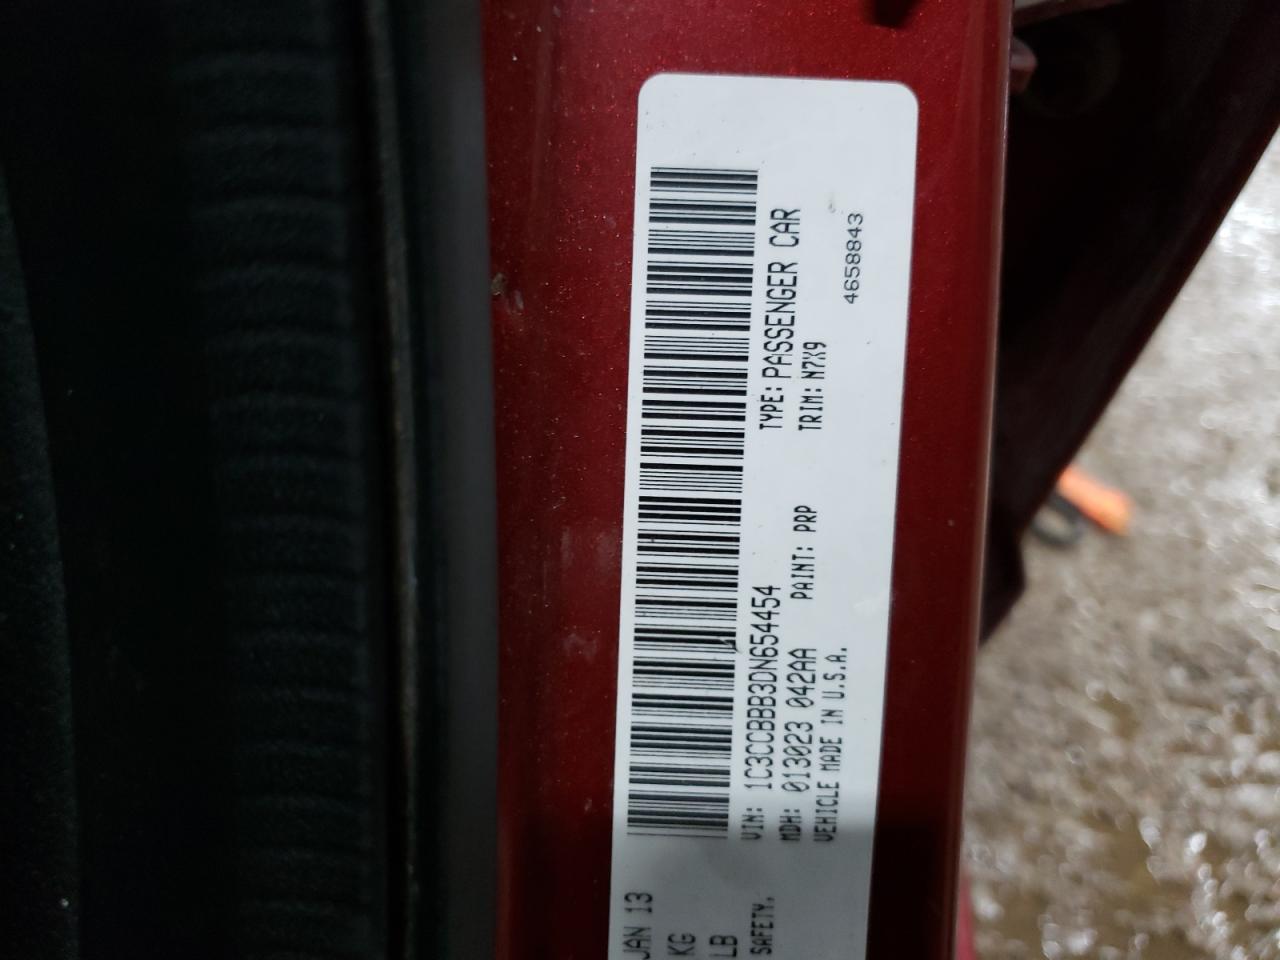 JAN 13
KG
LB
SAFETY.
VIN: 1C3CCBBB3DN654454 TYPE: PASSENGER CAR
MDH: 013023 042AA PAINT: PRP TRIM: N7X9
VEHICLE MADE IN U.S.A.
4658843